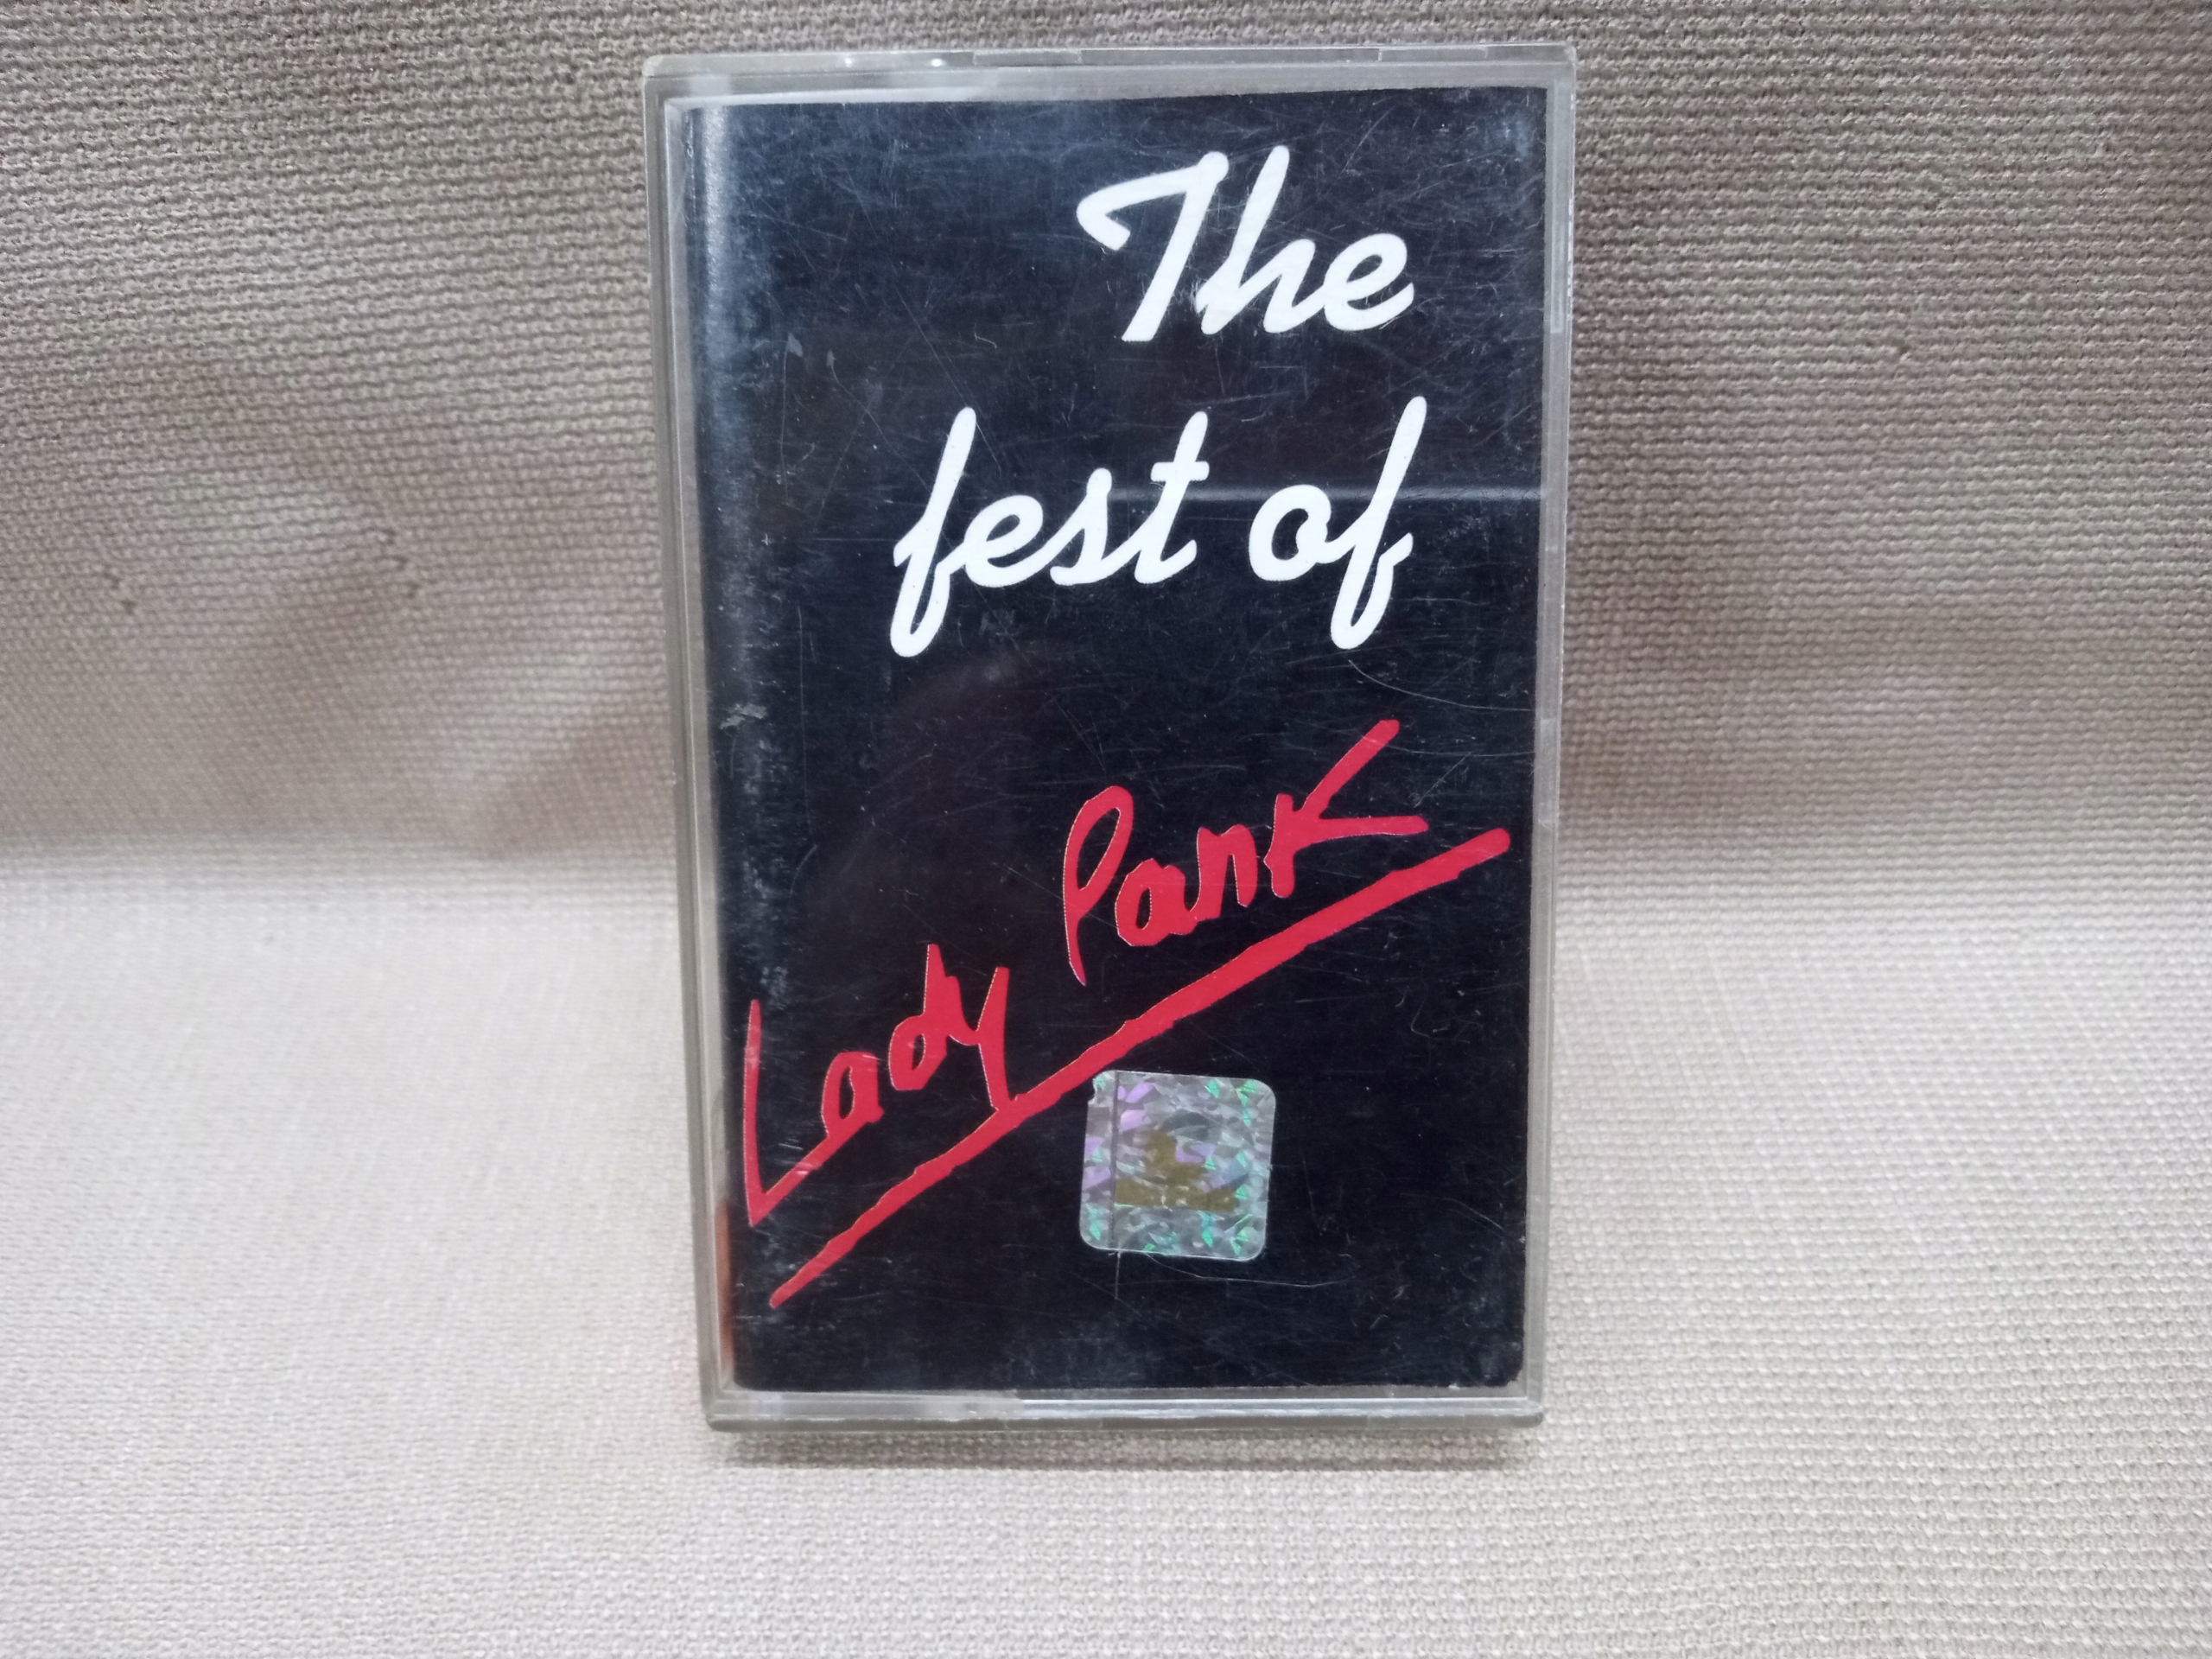 The
fest of
Lady Pank